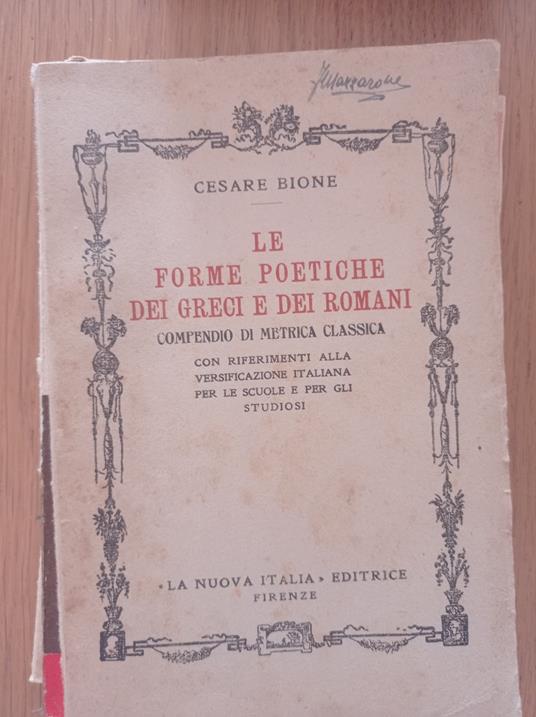 CESARE BIONE
LE
FORME POETICHE
DEI GRECI E DEI ROMANI
COMPENDIO DI METRICA CLASSICA
CON RIFERIMENTI ALLA
VERSIFICAZIONE ITALIANA
PER LE SCUOLE E PER GLI
STUDIOSI
«LA NUOVA ITALIA» EDITRICE
FIRENZE